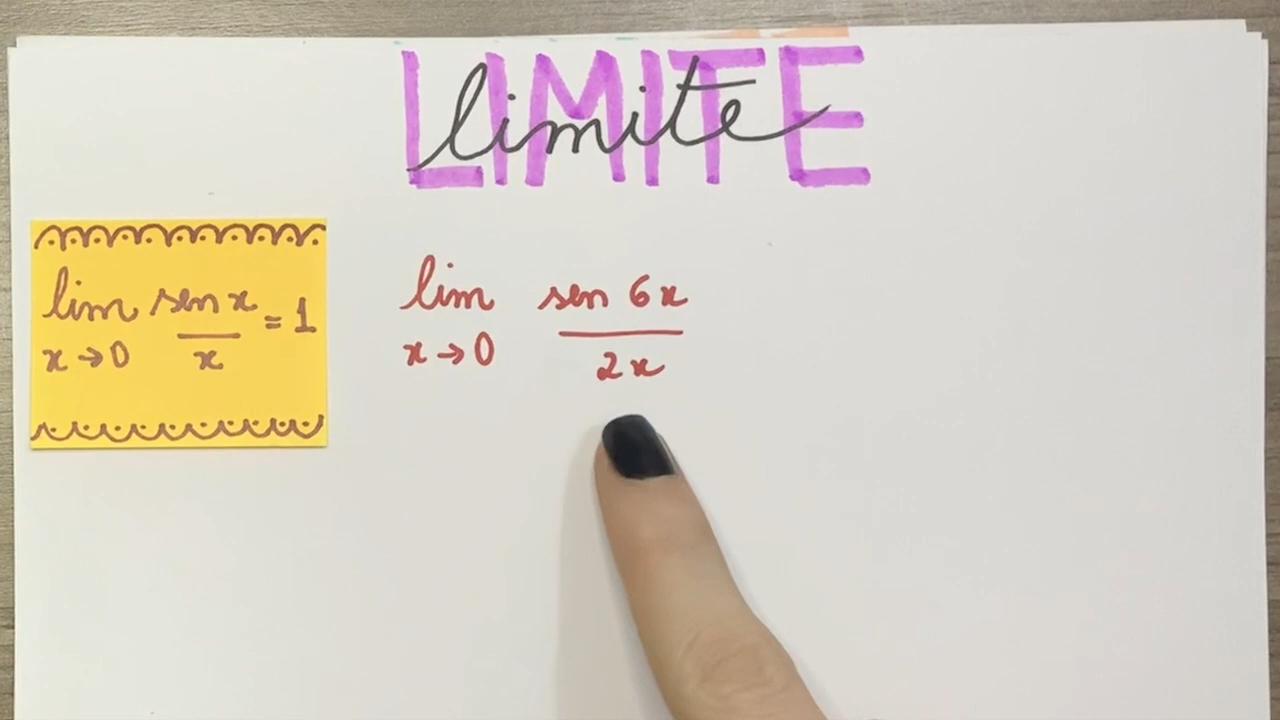 LIMITE
limite
lim sen x = 1
x→0 x
lim sen 6x
x→0 2x